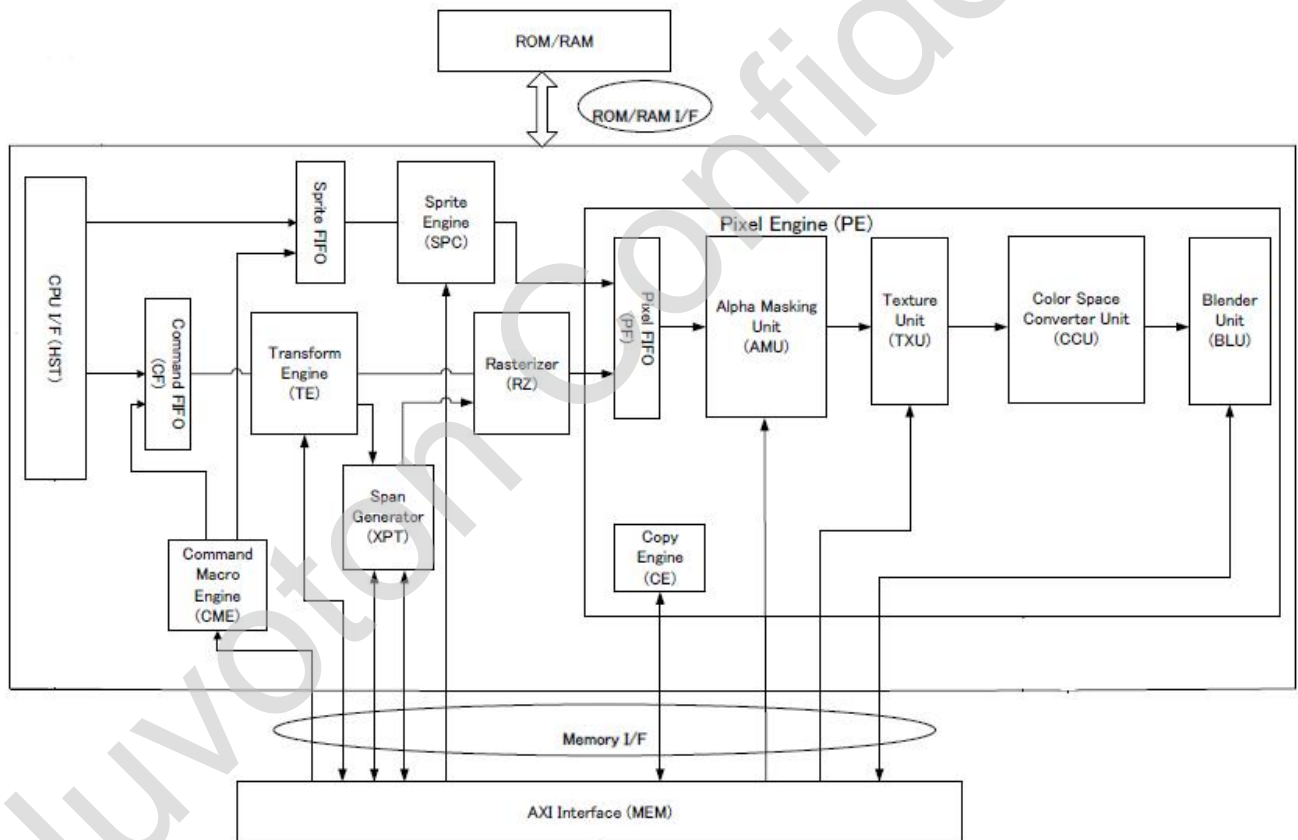 ROM/RAM
ROM/RAM I/F
CPU I/F (HST)
Sprite FIFO
Sprite
Engine
(SPC)
Command FIFO
(CF)
Transform
Engine
(TE)
Rasterizer
(RZ)
Span
Generator
(XPT)
Command
Macro
Engine
(CME)
Pixel Engine (PE)
Pixel FIFO
(PF)
Alpha Masking
Unit
(AMU)
Texture
Unit
(TXU)
Color Space
Converter Unit
(CCU)
Blender
Unit
(BLU)
Copy
Engine
(CE)
Memory I/F
AXI Interface (MEM)